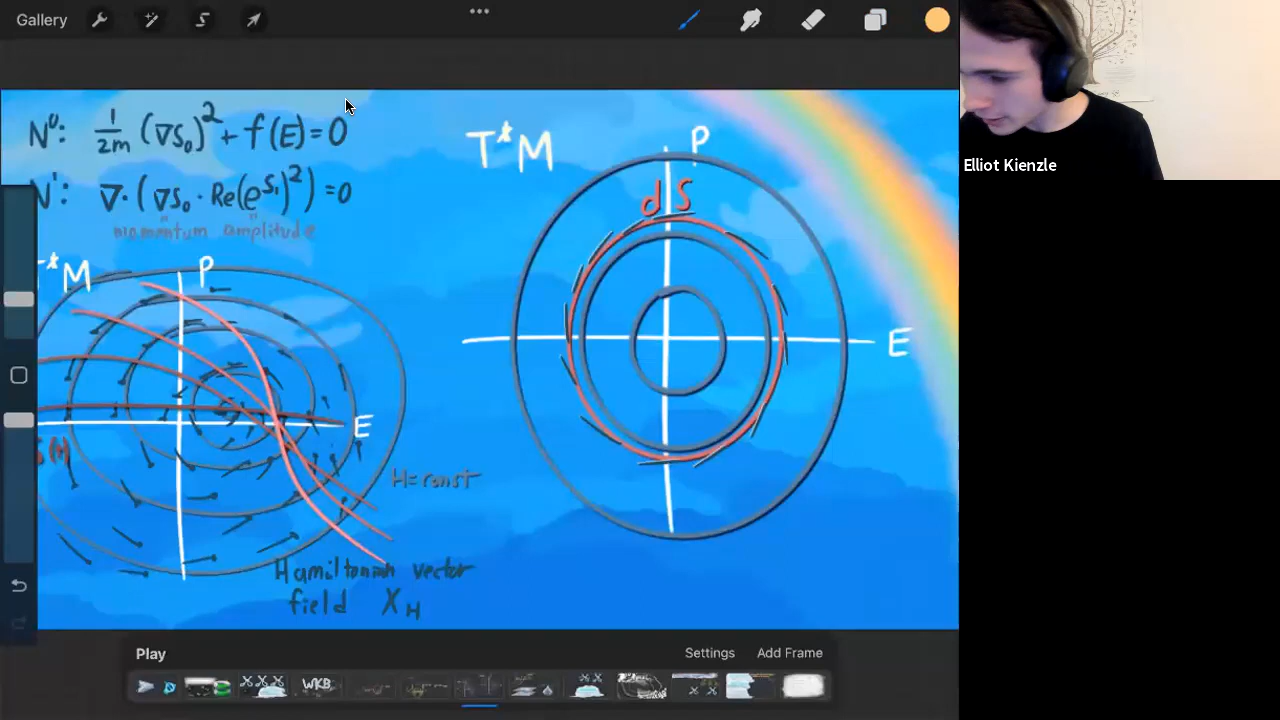 Gallery
N⁰: 1/2m (∇S₀)² + f(E) = 0
N¹: ∇·(∇S₀ · Re(e^{S₁})²) = 0
"momentum" "amplitude"
T*M
P
dS
E
T*M
P
E
H=const
Hamiltonian vector
field X_H
Elliot Kienzle
Play
Settings
Add Frame
WKB